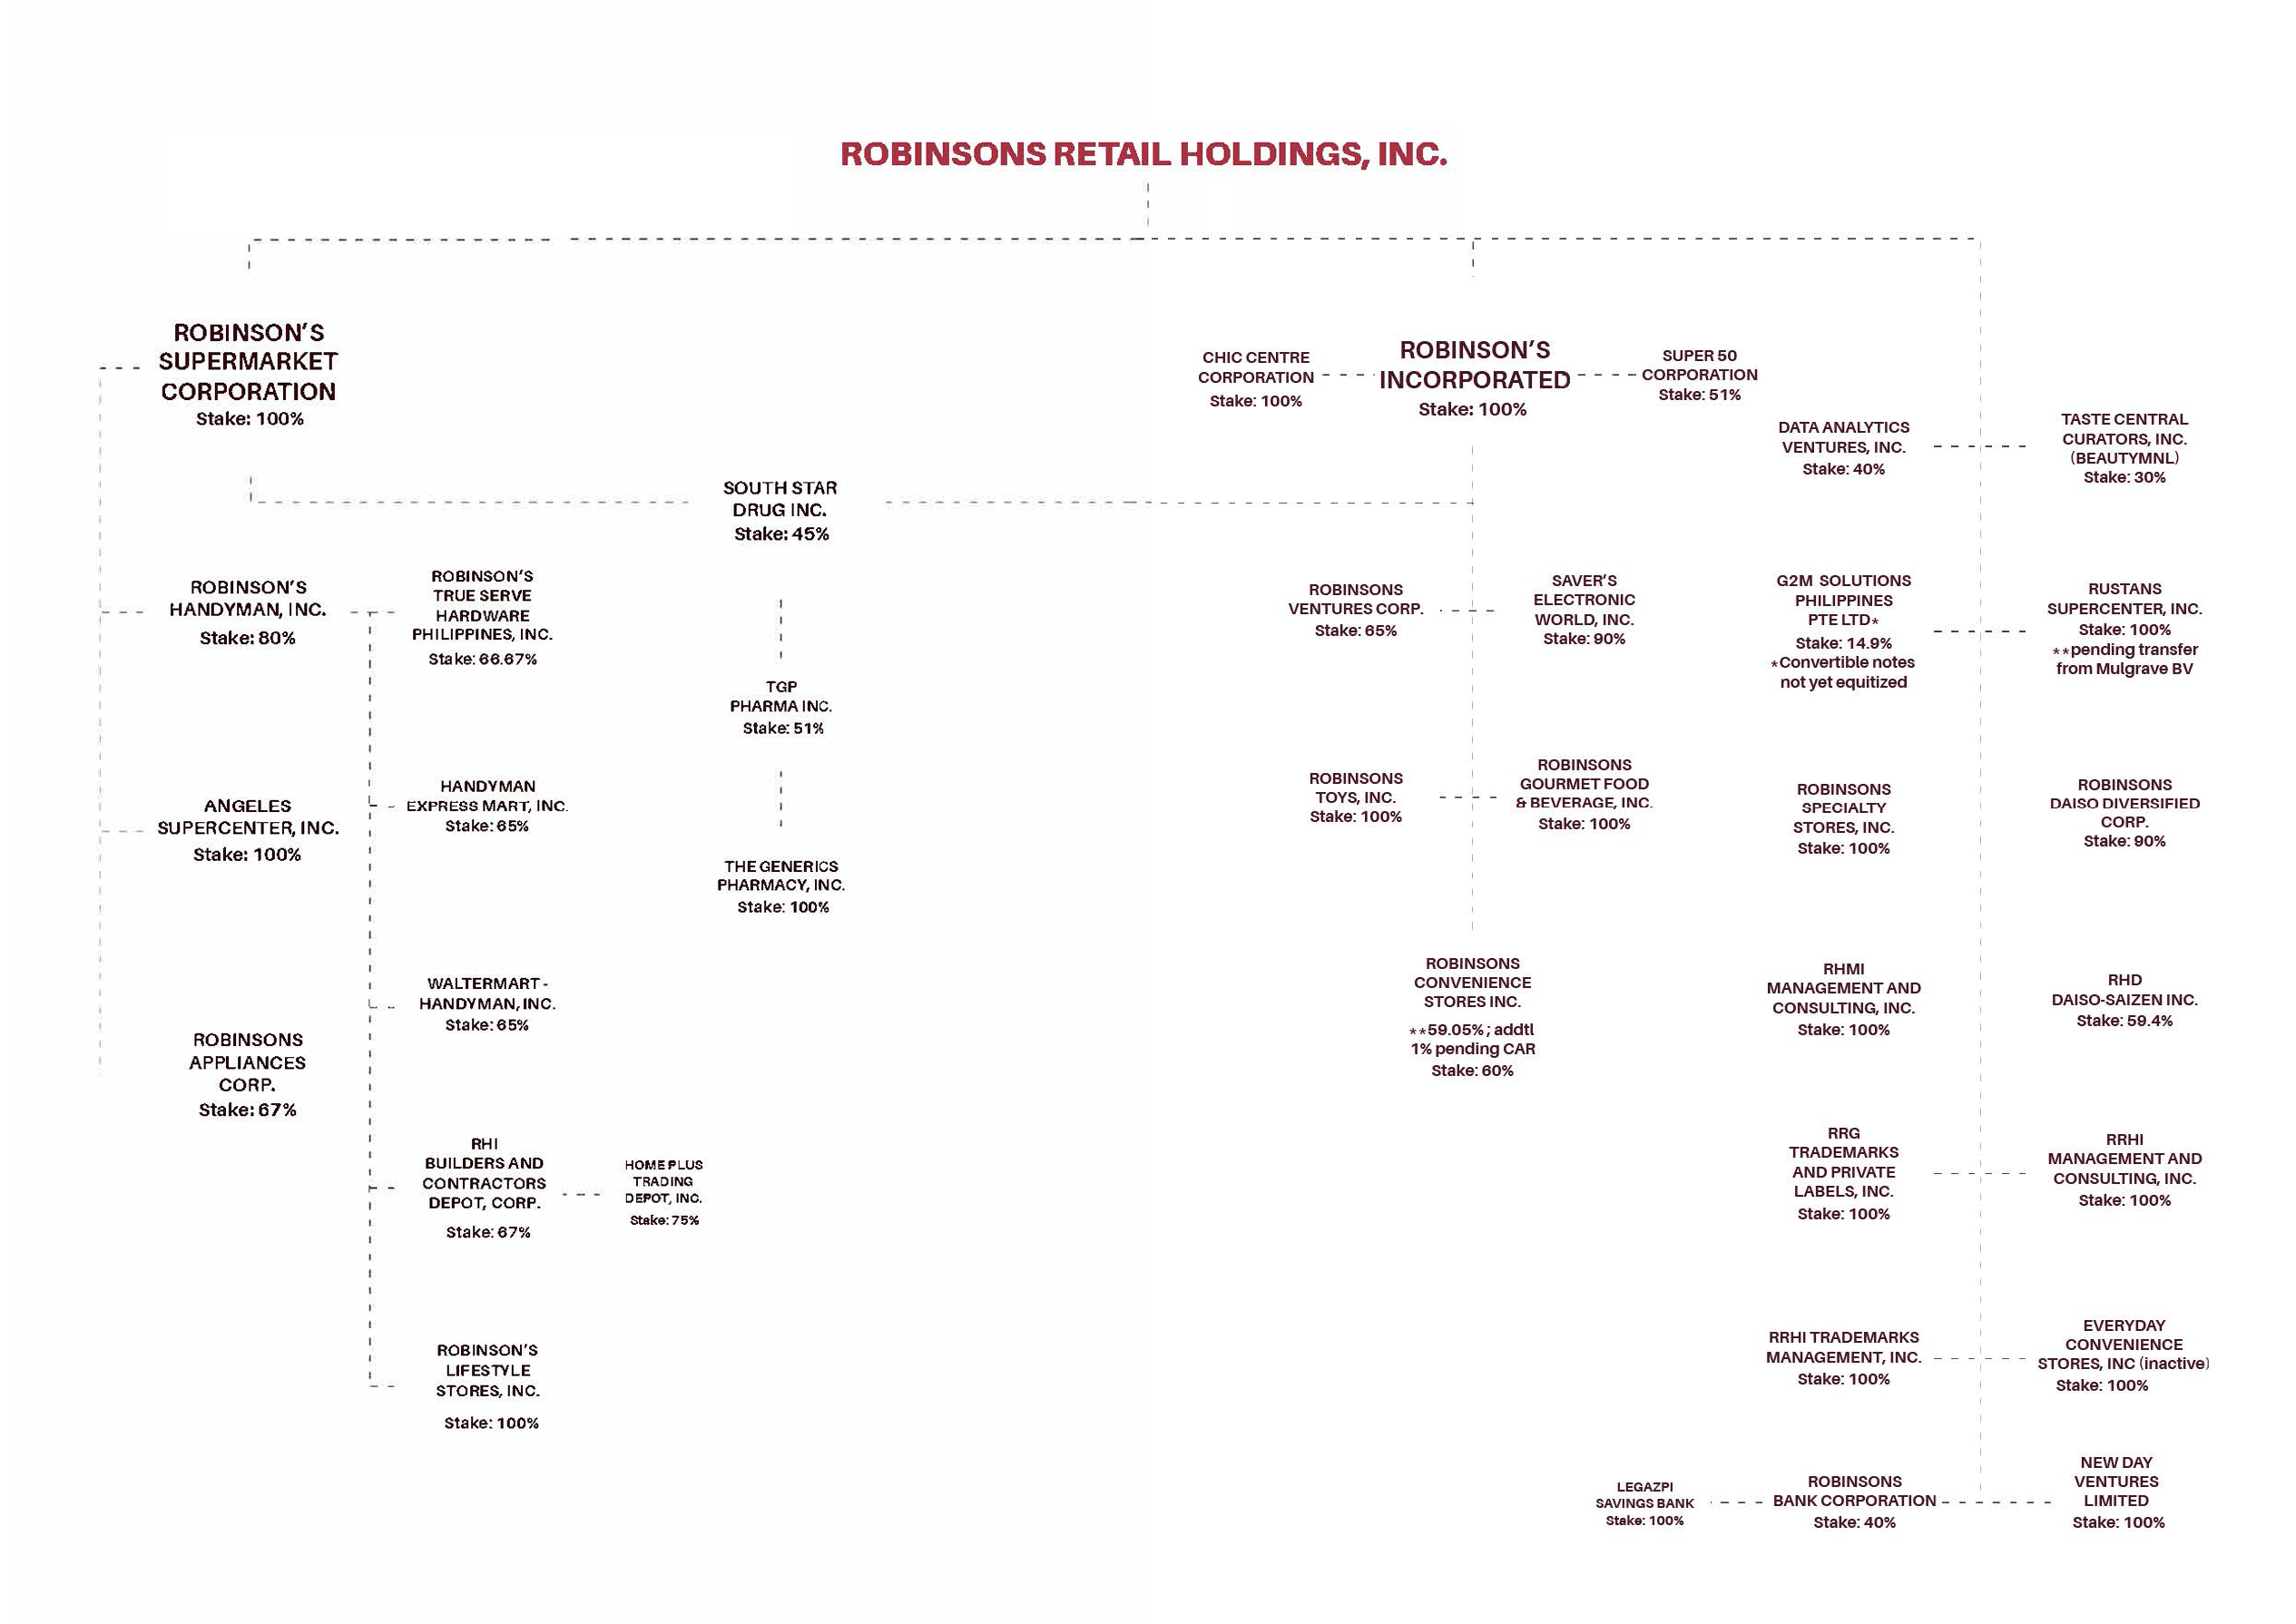 ROBINSONS RETAIL HOLDINGS, INC.
ROBINSON'S
SUPERMARKET
CORPORATION
Stake: 100%
ROBINSON'S
HANDYMAN, INC.
Stake: 80%
ANGELES
SUPERCENTER, INC.
Stake: 100%
ROBINSONS
APPLIANCES
CORP.
Stake: 67%
ROBINSON'S
TRUE SERVE
HARDWARE
PHILIPPINES, INC.
Stake: 66.67%
HANDYMAN
EXPRESS MART, INC.
Stake: 65%
WALTERMART -
HANDYMAN, INC.
Stake: 65%
RHI
BUILDERS AND
CONTRACTORS
DEPOT, CORP.
Stake: 67%
HOME PLUS
TRADING
DEPOT, INC.
Stake: 75%
ROBINSON'S
LIFESTYLE
STORES, INC.
Stake: 100%
SOUTH STAR
DRUG INC.
Stake: 45%
TGP
PHARMA INC.
Stake: 51%
THE GENERICS
PHARMACY, INC.
Stake: 100%
CHIC CENTRE
CORPORATION
Stake: 100%
ROBINSON'S
INCORPORATED
Stake: 100%
SUPER 50
CORPORATION
Stake: 51%
ROBINSONS
VENTURES CORP.
Stake: 65%
SAVER'S
ELECTRONIC
WORLD, INC.
Stake: 90%
ROBINSONS
TOYS, INC.
Stake: 100%
ROBINSONS
GOURMET FOOD
& BEVERAGE, INC.
Stake: 100%
ROBINSONS
CONVENIENCE
STORES INC.
**59.05%; addtl
1% pending CAR
Stake: 60%
DATA ANALYTICS
VENTURES, INC.
Stake: 40%
TASTE CENTRAL
CURATORS, INC.
(BEAUTYMNL)
Stake: 30%
G2M SOLUTIONS
PHILIPPINES
PTE LTD*
Stake: 14.9%
*Convertible notes
not yet equitized
RUSTANS
SUPERCENTER, INC.
Stake: 100%
**pending transfer
from Mulgrave BV
ROBINSONS
SPECIALTY
STORES, INC.
Stake: 100%
ROBINSONS
DAISO DIVERSIFIED
CORP.
Stake: 90%
RHMI
MANAGEMENT AND
CONSULTING, INC.
Stake: 100%
RHD
DAISO-SAIZEN INC.
Stake: 59.4%
RRG
TRADEMARKS
AND PRIVATE
LABELS, INC.
Stake: 100%
RRHI
MANAGEMENT AND
CONSULTING, INC.
Stake: 100%
RRHI TRADEMARKS
MANAGEMENT, INC.
Stake: 100%
EVERYDAY
CONVENIENCE
STORES, INC (inactive)
Stake: 100%
LEGAZPI
SAVINGS BANK
Stake: 100%
ROBINSONS
BANK CORPORATION
Stake: 40%
NEW DAY
VENTURES
LIMITED
Stake: 100%